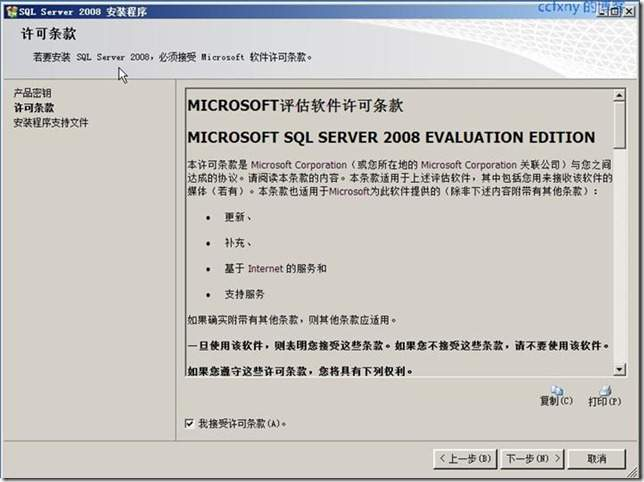 SQL Server 2008 安装程序
ccfxny 的博客
许可条款
若要安装 SQL Server 2008，必须接受 Microsoft 软件许可条款。
产品密钥
许可条款
安装程序支持文件
MICROSOFT评估软件许可条款
MICROSOFT SQL SERVER 2008 EVALUATION EDITION
本许可条款是 Microsoft Corporation（或您所在地的 Microsoft Corporation 关联公司）与您之间
达成的协议。请阅读本条款的内容。本条款适用于上述评估软件，其中包括您用来接收该软件的
媒体（若有）。本条款也适用于Microsoft为此软件提供的（除非下述内容附带有其他条款）：
• 更新、
• 补充、
• 基于 Internet 的服务和
• 支持服务
如果确实附带有其他条款，则其他条款应适用。
一旦使用该软件，则表明您接受这些条款。如果您不接受这些条款，请不要使用该软件。
如果您遵守这些许可条款，您将具有下列权利。
复制(C)
打印(P)
我接受许可条款(A)。
< 上一步(B)
下一步(N) >
取消